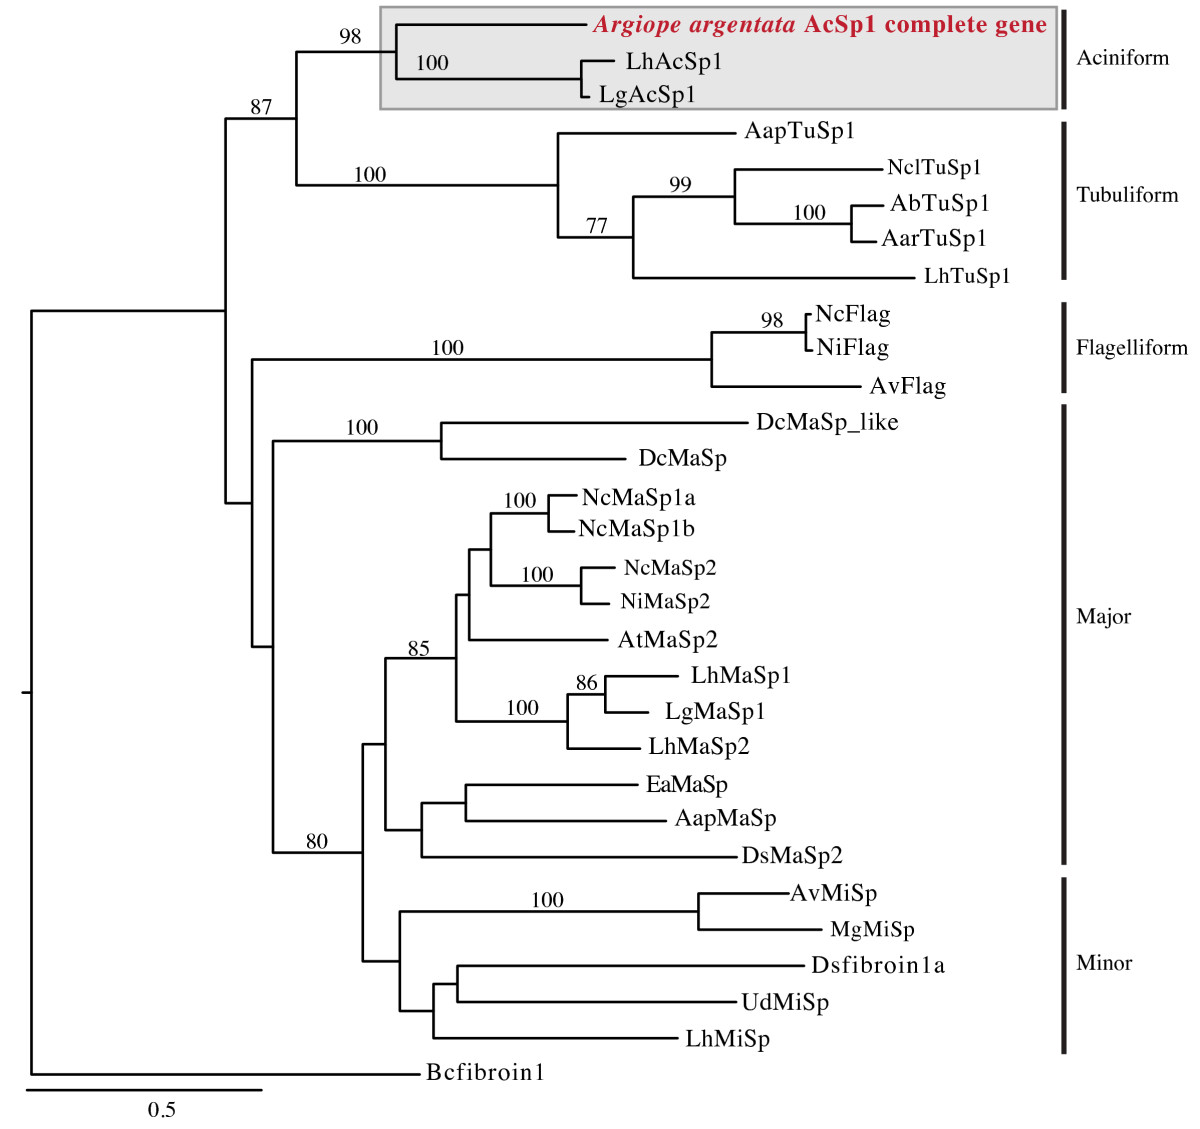 98
Argiope argentata AcSp1 complete gene
Aciniform
100
LhAcSp1
LgAcSp1
87
AapTuSp1
100
NclTuSp1
99
Tubuliform
AbTuSp1
100
77
AarTuSp1
LhTuSp1
NcFlag
98
100
NiFlag
Flagelliform
AvFlag
DcMaSp_like
100
DcMaSp
NcMaSp1a
100
NcMaSp1b
NcMaSp2
100
NiMaSp2
Major
AtMaSp2
85
LhMaSp1
86
LgMaSp1
100
LhMaSp2
EaMaSp
AapMaSp
80
DsMaSp2
AvMiSp
100
MgMiSp
Dsfibroin1a
Minor
UdMiSp
LhMiSp
Bcfibroin1
0.5